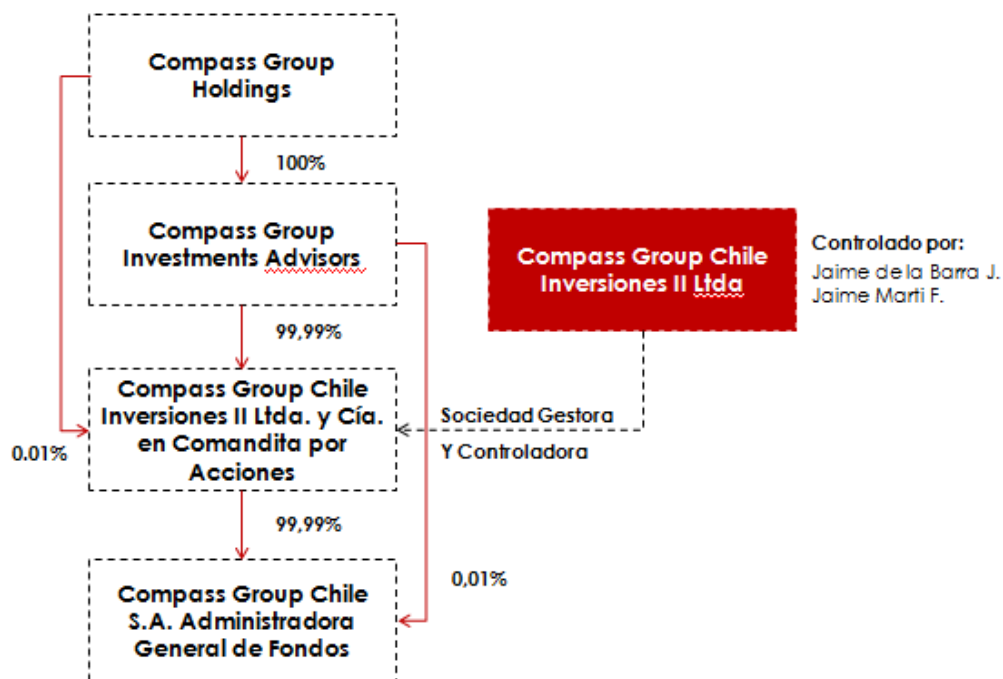 Compass Group
Holdings
100%
Compass Group
Investments Advisors
Compass Group Chile
Inversiones II Ltda
Controlado por:
Jaime de la Barra J.
Jaime Marti F.
99,99%
Compass Group Chile
Inversiones II Ltda. y Cía.
en Comandita por
Acciones
Sociedad Gestora
Y Controladora
0.01%
99,99%
0,01%
Compass Group Chile
S.A. Administradora
General de Fondos